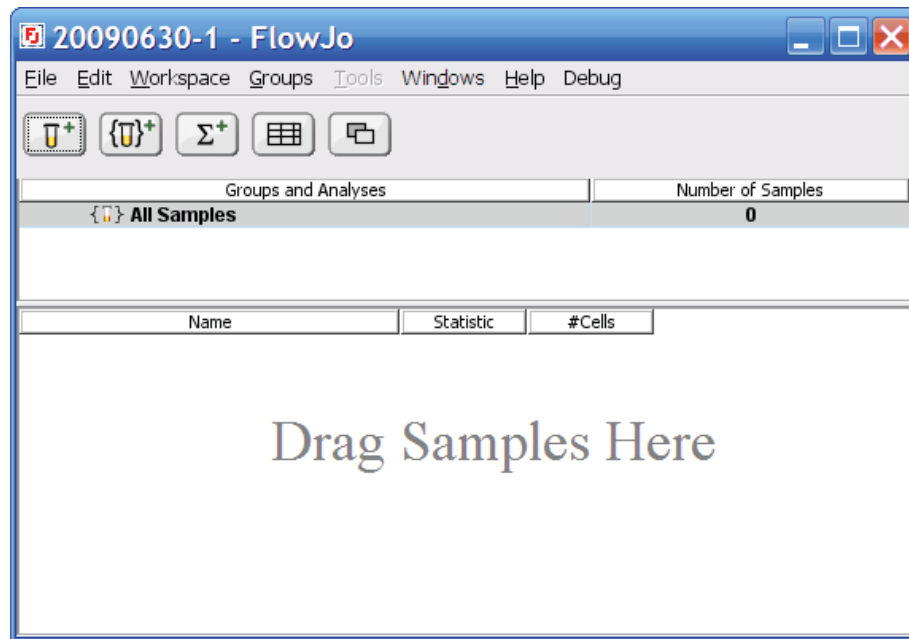 20090630-1 - FlowJo
File Edit Workspace Groups Tools Windows Help Debug
{ }+ Σ+
Groups and Analyses Number of Samples
{ } All Samples 0
Name Statistic #Cells
Drag Samples Here